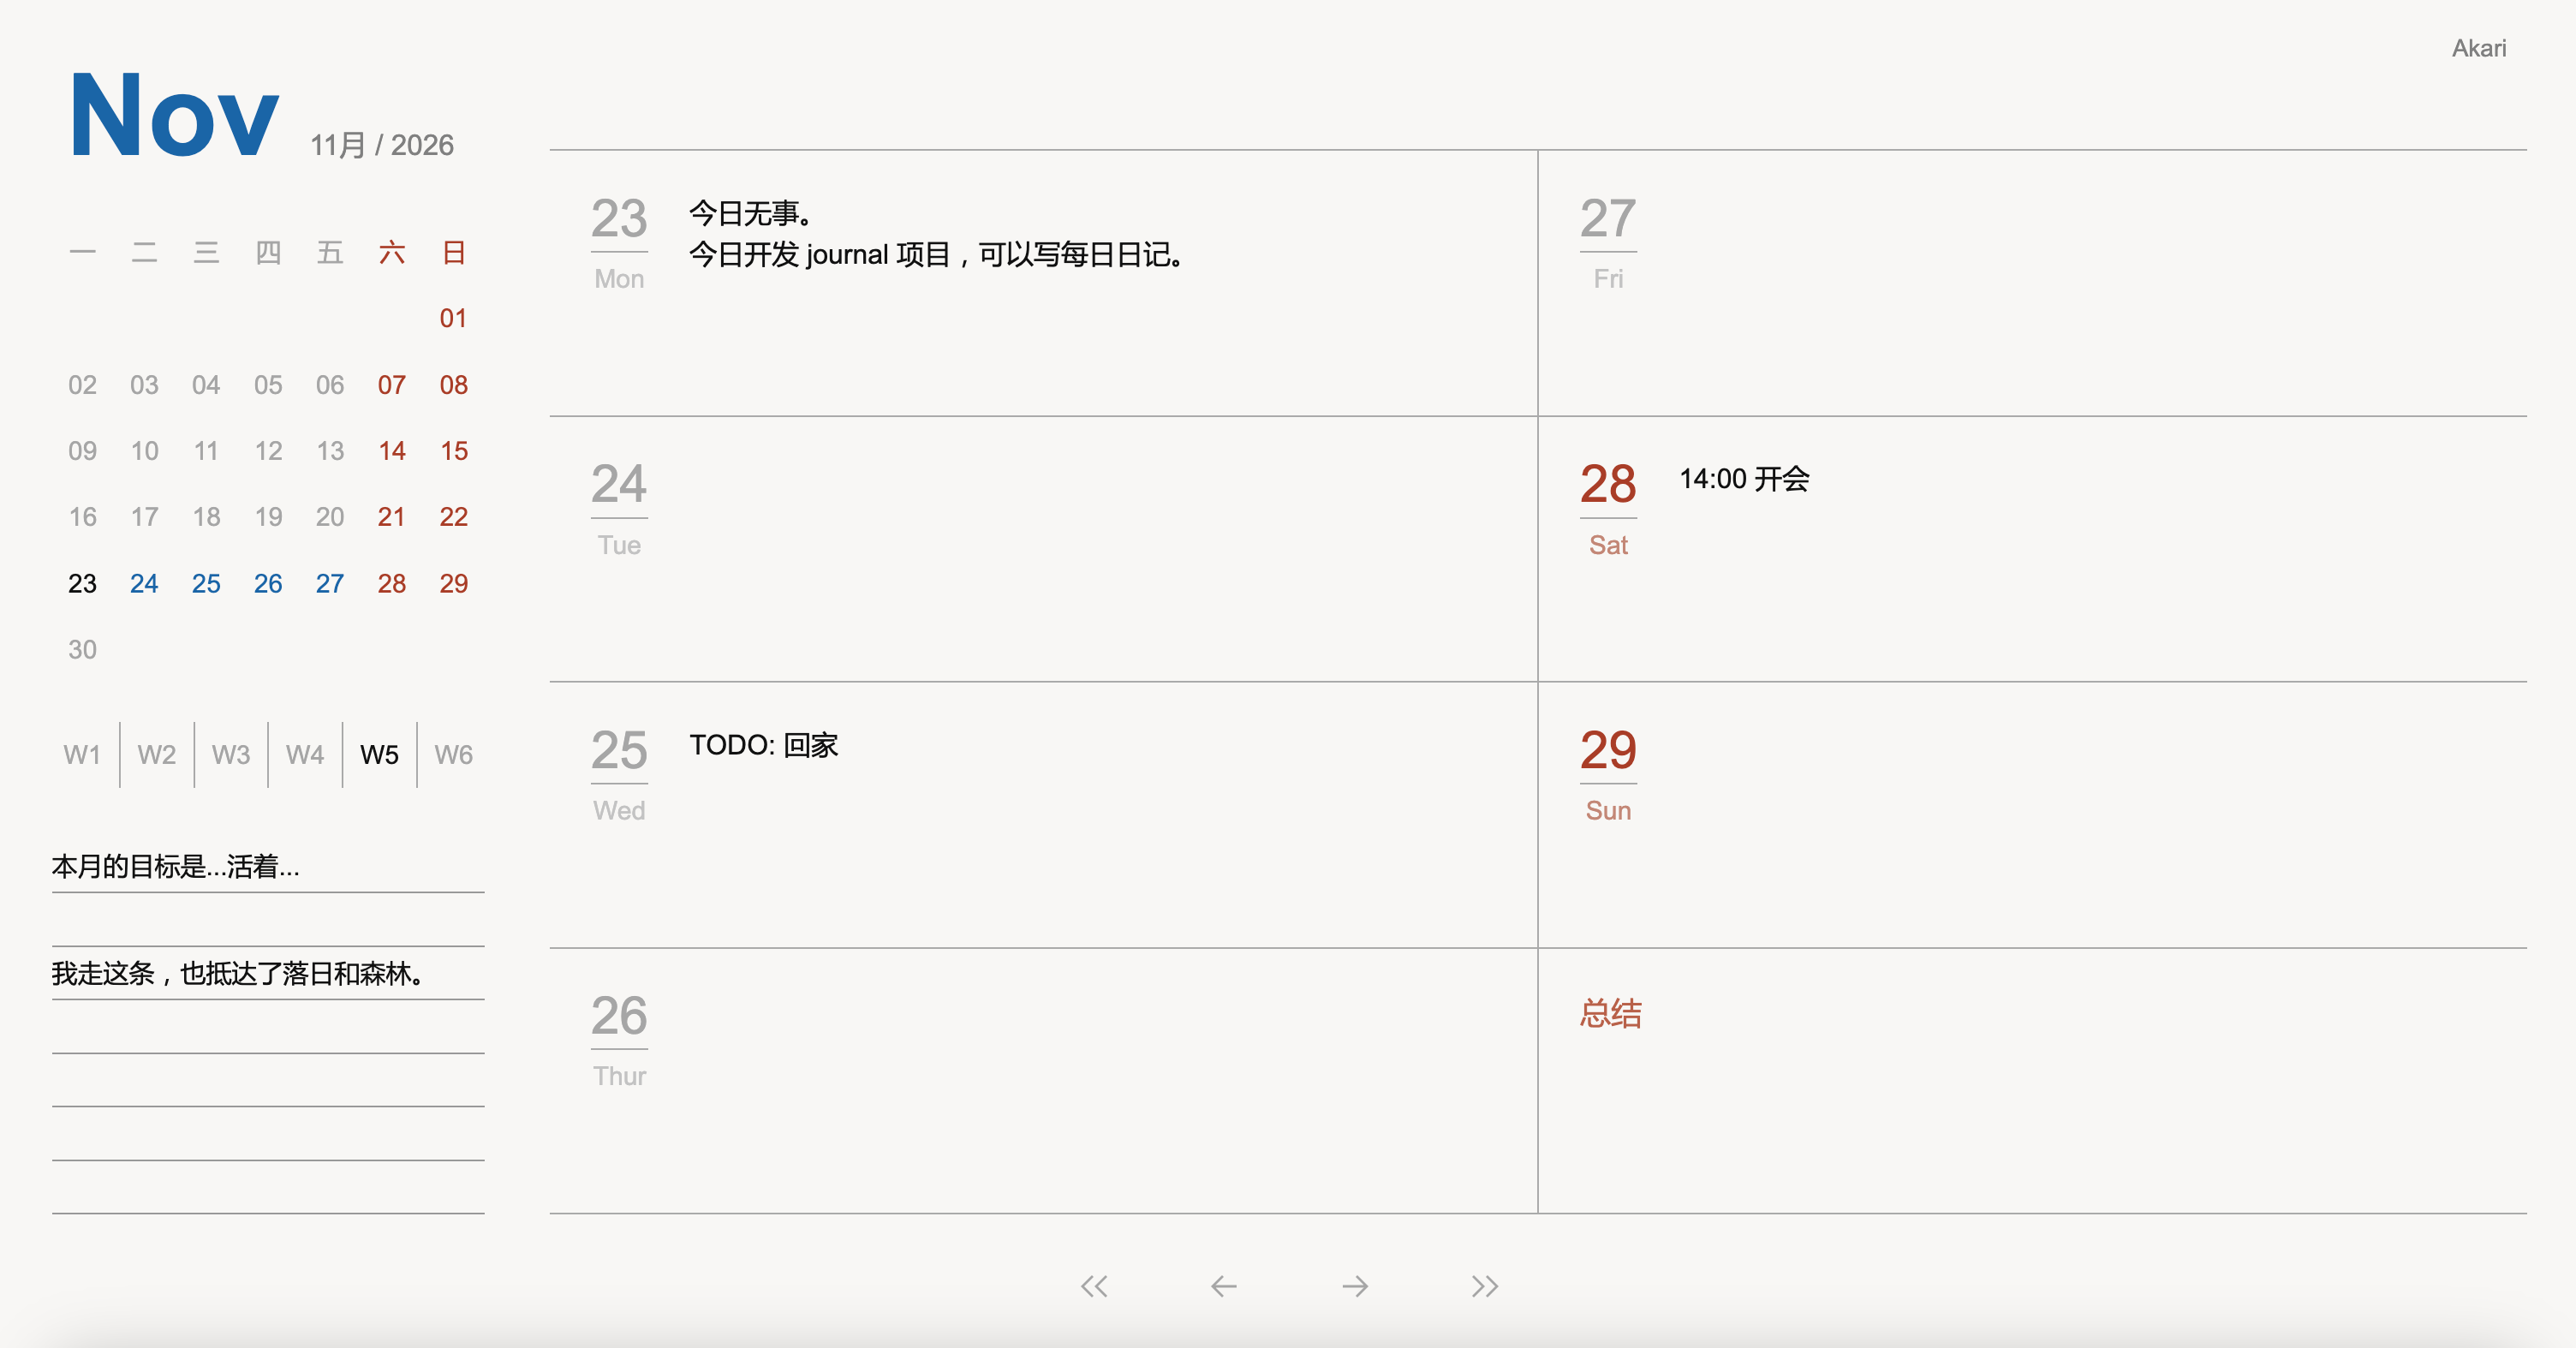 Akari
Nov 11月 / 2026
一 二 三 四 五 六 日
01
02 03 04 05 06 07 08
09 10 11 12 13 14 15
16 17 18 19 20 21 22
23 24 25 26 27 28 29
30
W1 W2 W3 W4 W5 W6
本月的目标是...活着...
我走这条，也抵达了落日和森林。
23
Mon
今日无事。
今日开发 journal 项目，可以写每日日记。
24
Tue
25
Wed
TODO: 回家
26
Thur
27
Fri
28
Sat
14:00 开会
29
Sun
总结